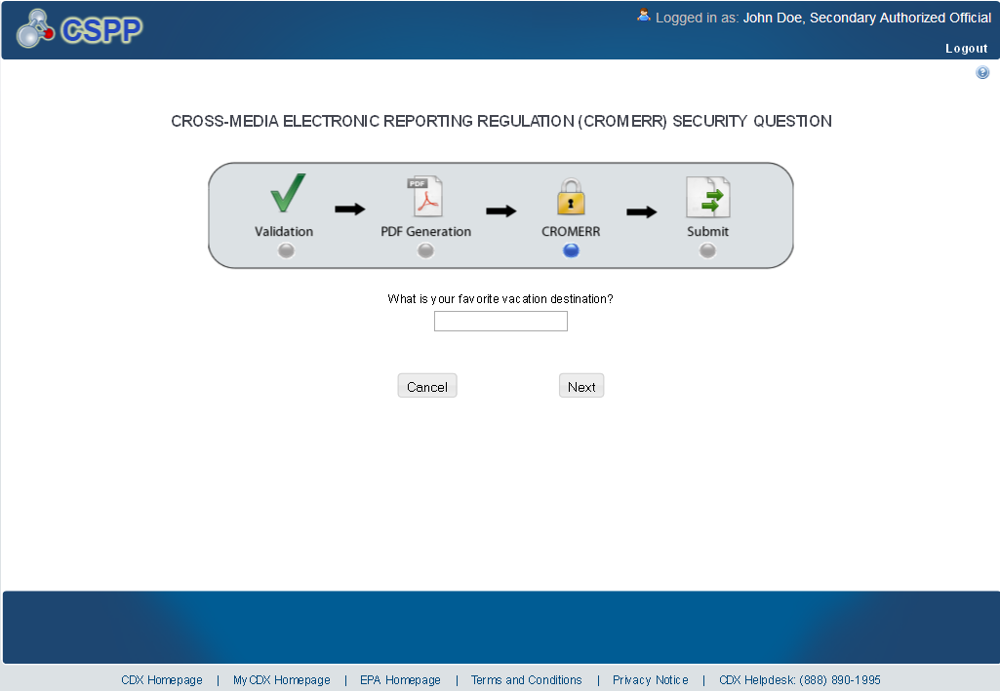 CSPP
Logged in as: John Doe, Secondary Authorized Official
Logout
?
CROSS-MEDIA ELECTRONIC REPORTING REGULATION (CROMERR) SECURITY QUESTION
PDF
Validation PDF Generation CROMERR Submit
What is your favorite vacation destination?
Cancel Next
CDX Homepage | MyCDX Homepage | EPA Homepage | Terms and Conditions | Privacy Notice | CDX Helpdesk: (888) 890-1995